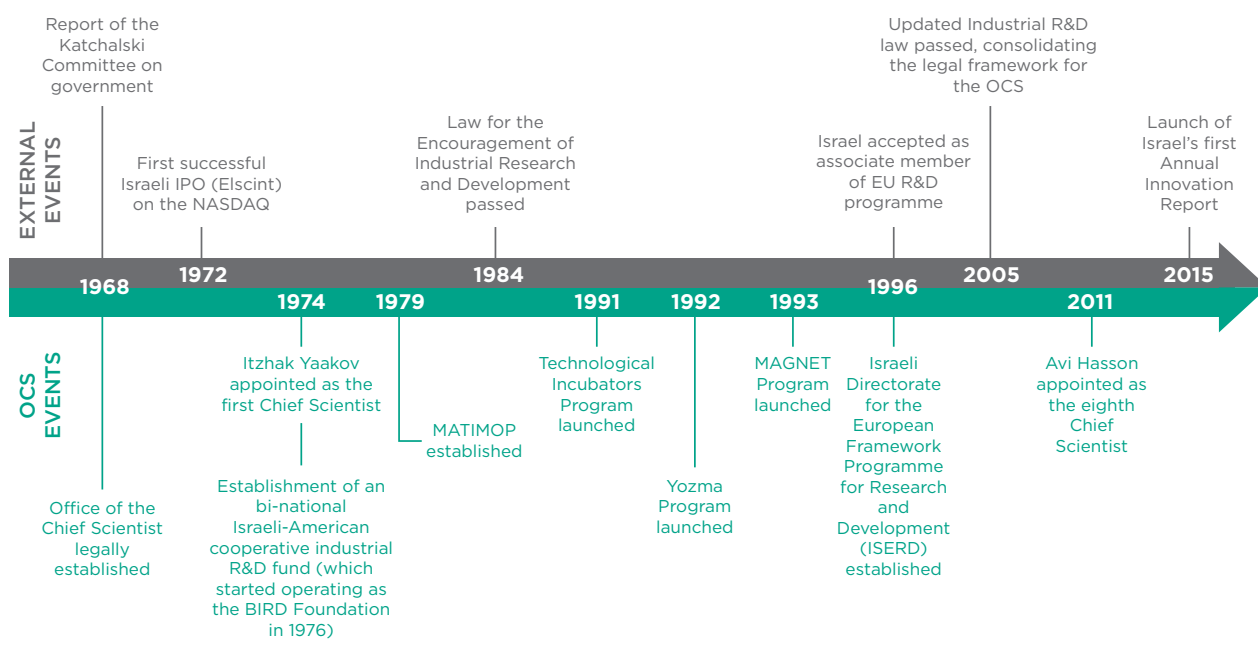 Report of the
Katchalski
Committee on
government
First successful
Israeli IPO (Elscint)
on the NASDAQ
Law for the
Encouragement of
Industrial Research
and Development
passed
Israel accepted as
associate member
of EU R&D
programme
Updated Industrial R&D
law passed, consolidating
the legal framework for
the OCS
Launch of
Israel's first
Annual
Innovation
Report
EXTERNAL
EVENTS
1968
1972
1974
1979
1984
1991
1992
1993
1996
2005
2011
2015
OCS
EVENTS
Office of the
Chief Scientist
legally
established
Itzhak Yaakov
appointed as the
first Chief Scientist
Establishment of an
bi-national
Israeli-American
cooperative industrial
R&D fund (which
started operating as
the BIRD Foundation
in 1976)
MATIMOP
established
Technological
Incubators
Program
launched
Yozma
Program
launched
MAGNET
Program
launched
Israeli
Directorate
for the
European
Framework
Programme
for Research
and
Development
(ISERD)
established
Avi Hasson
appointed as
the eighth
Chief
Scientist